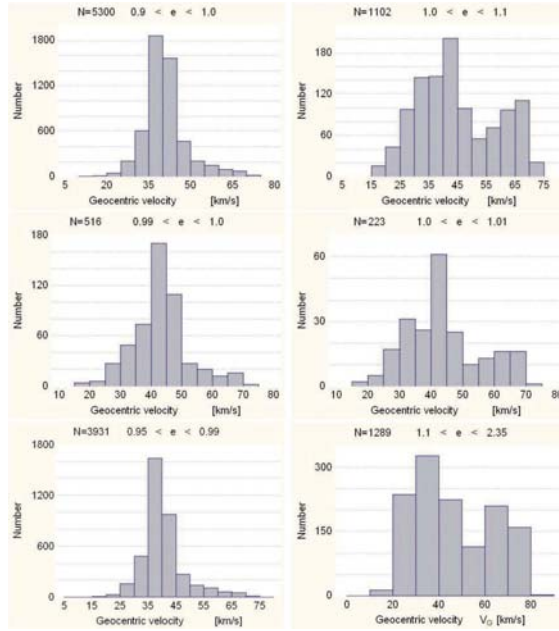 N=5300 0.9 < e < 1.0
Number
1800
1200
600
0
5 20 35 50 65 80
Geocentric velocity [km/s]
N=1102 1.0 < e < 1.1
Number
180
120
60
0
5 15 25 35 45 55 65 75
Geocentric velocity [km/s]
N=516 0.99 < e < 1.0
Number
180
120
60
0
10 20 30 40 50 60 70 80
Geocentric velocity [km/s]
N=223 1.0 < e < 1.01
Number
60
30
0
10 20 30 40 50 60 70 80
Geocentric velocity [km/s]
N=3931 0.95 < e < 0.99
Number
1800
1200
600
0
5 15 25 35 45 55 65 75
Geocentric velocity [km/s]
N=1289 1.1 < e < 2.35
Number
300
150
0
0 20 40 60 80
Geocentric velocity VG [km/s]